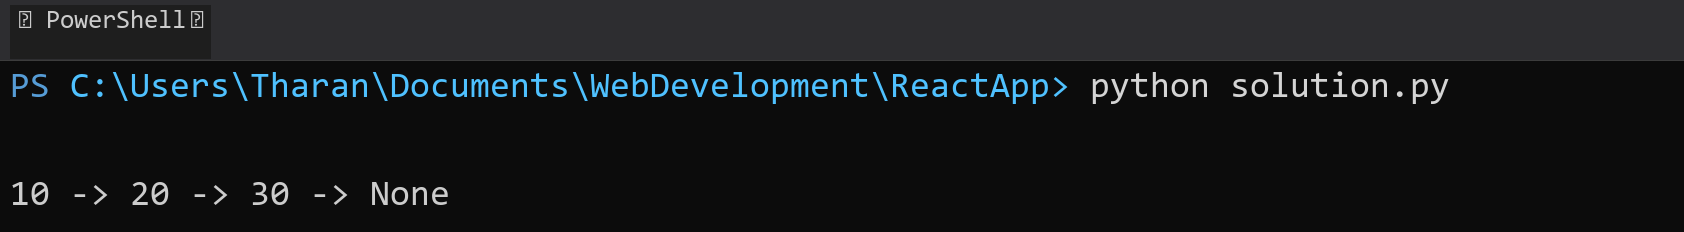 PowerShell
PS C:\Users\Tharan\Documents\WebDevelopment\ReactApp> python solution.py
10 -> 20 -> 30 -> None